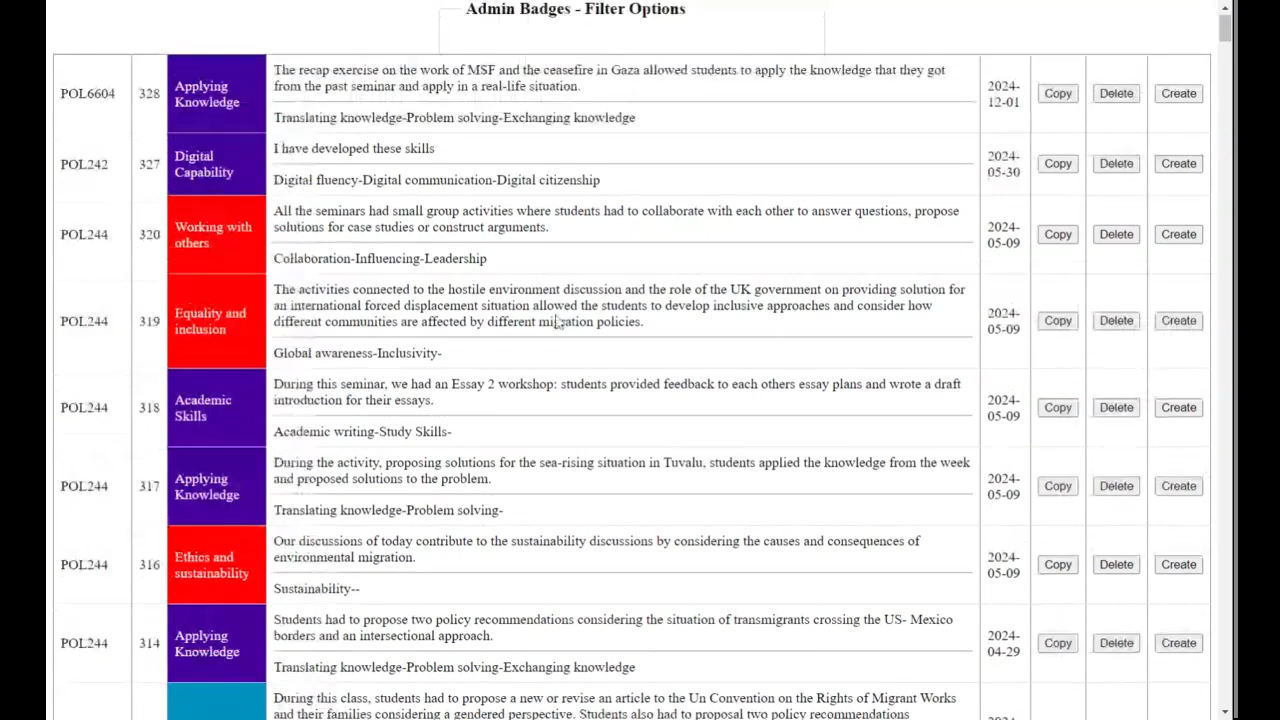 Admin Badges - Filter Options
POL6604 328 Applying Knowledge
The recap exercise on the work of MSF and the ceasefire in Gaza allowed students to apply the knowledge that they got
from the past seminar and apply in a real-life situation.
Translating knowledge-Problem solving-Exchanging knowledge
2024-12-01 Copy Delete Create
POL242 327 Digital Capability
I have developed these skills
Digital fluency-Digital communication-Digital citizenship
2024-05-30 Copy Delete Create
POL244 320 Working with others
All the seminars had small group activities where students had to collaborate with each other to answer questions, propose
solutions for case studies or construct arguments.
Collaboration-Influencing-Leadership
2024-05-09 Copy Delete Create
POL244 319 Equality and inclusion
The activities connected to the hostile environment discussion and the role of the UK government on providing solution for
an international forced displacement situation allowed the students to develop inclusive approaches and consider how
different communities are affected by different migration policies.
Global awareness-Inclusivity-
2024-05-09 Copy Delete Create
POL244 318 Academic Skills
During this seminar, we had an Essay 2 workshop: students provided feedback to each others essay plans and wrote a draft
introduction for their essays.
Academic writing-Study Skills-
2024-05-09 Copy Delete Create
POL244 317 Applying Knowledge
During the activity, proposing solutions for the sea-rising situation in Tuvalu, students applied the knowledge from the week
and proposed solutions to the problem.
Translating knowledge-Problem solving-
2024-05-09 Copy Delete Create
POL244 316 Ethics and sustainability
Our discussions of today contribute to the sustainability discussions by considering the causes and consequences of
environmental migration.
Sustainability--
2024-05-09 Copy Delete Create
POL244 314 Applying Knowledge
Students had to propose two policy recommendations considering the situation of transmigrants crossing the US- Mexico
borders and an intersectional approach.
Translating knowledge-Problem solving-Exchanging knowledge
2024-04-29 Copy Delete Create
During this class, students had to propose a new or revise an article to the Un Convention on the Rights of Migrant Works
and their families considering a gendered perspective. Students also had to proposal two policy recommendations